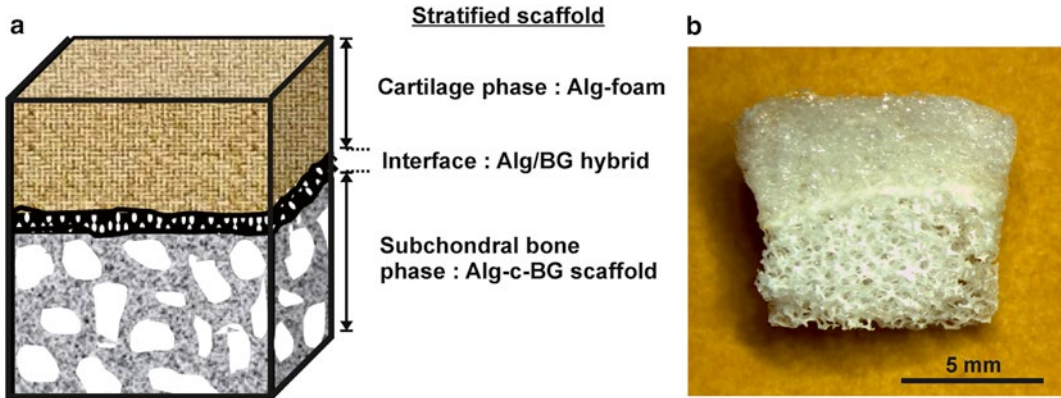 a
Stratified scaffold
Cartilage phase : Alg-foam
Interface : Alg/BG hybrid
Subchondral bone
phase : Alg-c-BG scaffold
b
5 mm